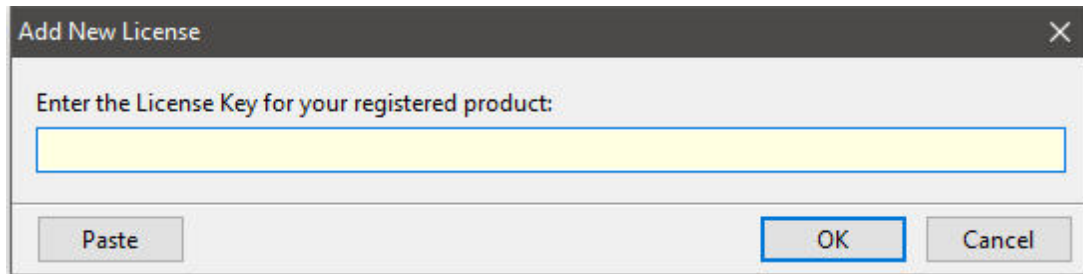 Add New License
Enter the License Key for your registered product:
Paste OK Cancel